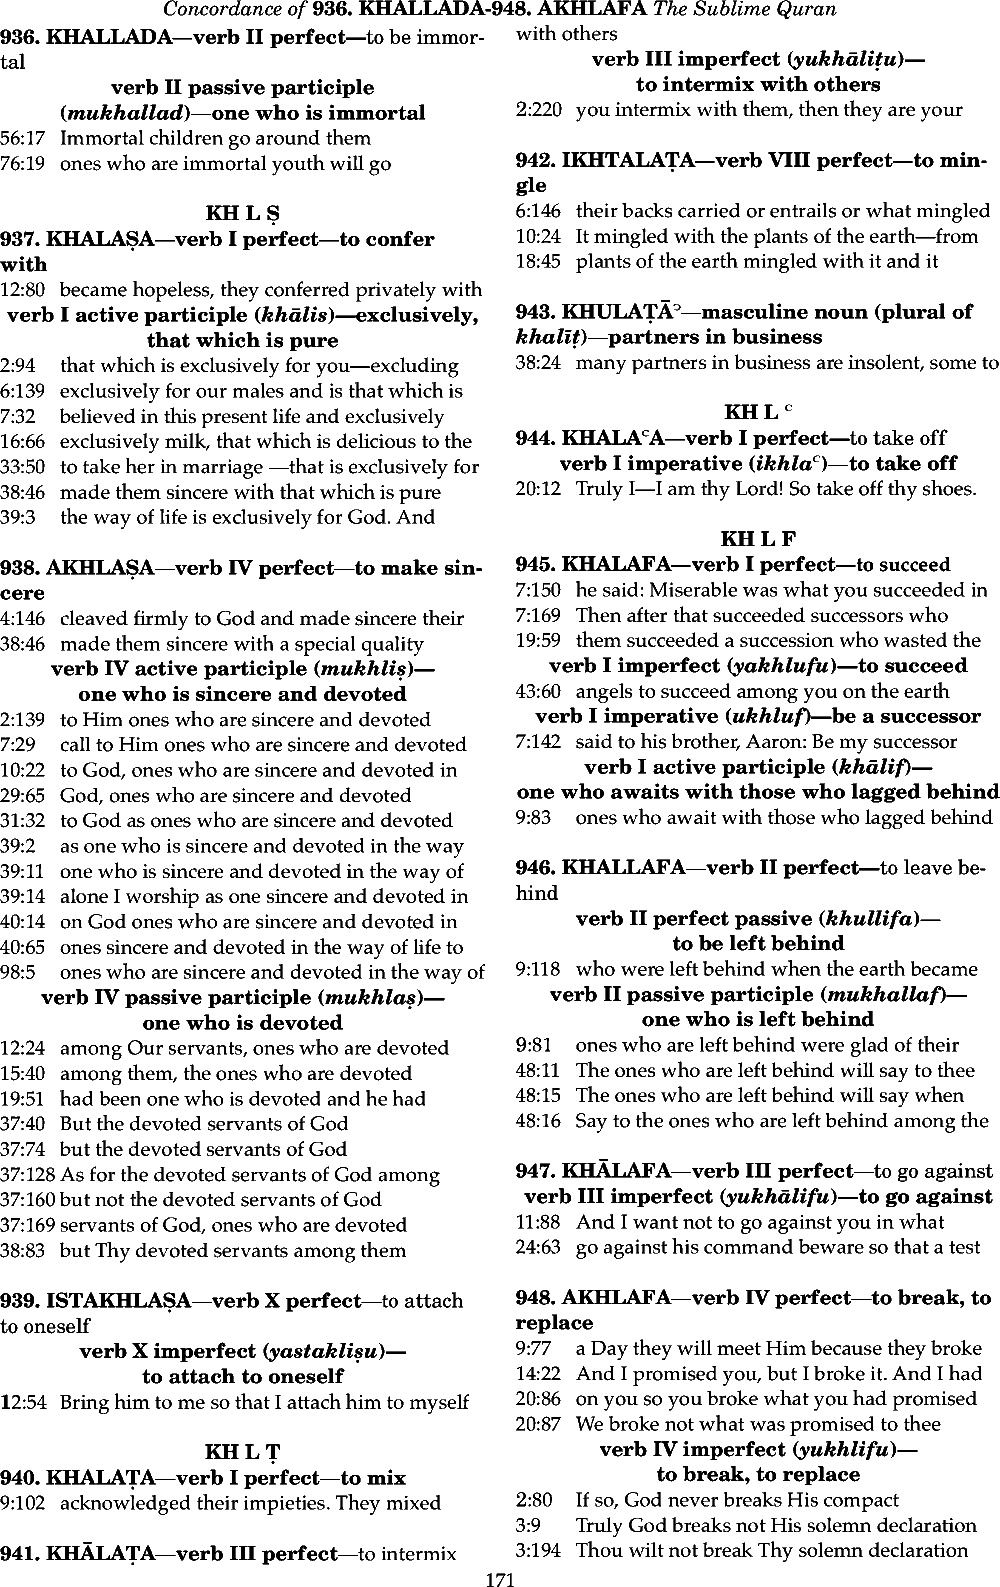 Concordance of 936. KHALLADA-948. AKHLAFA The Sublime Quran
936. KHALLADA—verb II perfect—to be immor-
tal
verb II passive participle
(mukhallad)—one who is immortal
56:17 Immortal children go around them
76:19 ones who are immortal youth will go
KH L Ṣ
937. KHALAṢA—verb I perfect—to confer
with
12:80 became hopeless, they conferred privately with
verb I active participle (khālis)—exclusively,
that which is pure
2:94 that which is exclusively for you—excluding
6:139 exclusively for our males and is that which is
7:32 believed in this present life and exclusively
16:66 exclusively milk, that which is delicious to the
33:50 to take her in marriage —that is exclusively for
38:46 made them sincere with that which is pure
39:3 the way of life is exclusively for God. And
938. AKHLAṢA—verb IV perfect—to make sin-
cere
4:146 cleaved firmly to God and made sincere their
38:46 made them sincere with a special quality
verb IV active participle (mukhliṣ)—
one who is sincere and devoted
2:139 to Him ones who are sincere and devoted
7:29 call to Him ones who are sincere and devoted
10:22 to God, ones who are sincere and devoted in
29:65 God, ones who are sincere and devoted
31:32 to God as ones who are sincere and devoted
39:2 as one who is sincere and devoted in the way
39:11 one who is sincere and devoted in the way of
39:14 alone I worship as one sincere and devoted in
40:14 on God ones who are sincere and devoted in
40:65 ones sincere and devoted in the way of life to
98:5 ones who are sincere and devoted in the way of
verb IV passive participle (mukhlaṣ)—
one who is devoted
12:24 among Our servants, ones who are devoted
15:40 among them, the ones who are devoted
19:51 had been one who is devoted and he had
37:40 But the devoted servants of God
37:74 but the devoted servants of God
37:128 As for the devoted servants of God among
37:160 but not the devoted servants of God
37:169 servants of God, ones who are devoted
38:83 but Thy devoted servants among them
939. ISTAKHLAṢA—verb X perfect—to attach
to oneself
verb X imperfect (yastakliṣu)—
to attach to oneself
12:54 Bring him to me so that I attach him to myself
KH L Ṭ
940. KHALAṬA—verb I perfect—to mix
9:102 acknowledged their impieties. They mixed
941. KHĀLAṬA—verb III perfect—to intermix
with others
verb III imperfect (yukhāliṭu)—
to intermix with others
2:220 you intermix with them, then they are your
942. IKHTALAṬA—verb VIII perfect—to min-
gle
6:146 their backs carried or entrails or what mingled
10:24 It mingled with the plants of the earth—from
18:45 plants of the earth mingled with it and it
943. KHULAṬĀᵓ—masculine noun (plural of
khalīṭ)—partners in business
38:24 many partners in business are insolent, some to
KH L ᶜ
944. KHALAᶜA—verb I perfect—to take off
verb I imperative (ikhlaᶜ)—to take off
20:12 Truly I—I am thy Lord! So take off thy shoes.
KH L F
945. KHALAFA—verb I perfect—to succeed
7:150 he said: Miserable was what you succeeded in
7:169 Then after that succeeded successors who
19:59 them succeeded a succession who wasted the
verb I imperfect (yakhlufu)—to succeed
43:60 angels to succeed among you on the earth
verb I imperative (ukhluf)—be a successor
7:142 said to his brother, Aaron: Be my successor
verb I active participle (khālif)—
one who awaits with those who lagged behind
9:83 ones who await with those who lagged behind
946. KHALLAFA—verb II perfect—to leave be-
hind
verb II perfect passive (khullifa)—
to be left behind
9:118 who were left behind when the earth became
verb II passive participle (mukhallaf)—
one who is left behind
9:81 ones who are left behind were glad of their
48:11 The ones who are left behind will say to thee
48:15 The ones who are left behind will say when
48:16 Say to the ones who are left behind among the
947. KHĀLAFA—verb III perfect—to go against
verb III imperfect (yukhālifu)—to go against
11:88 And I want not to go against you in what
24:63 go against his command beware so that a test
948. AKHLAFA—verb IV perfect—to break, to
replace
9:77 a Day they will meet Him because they broke
14:22 And I promised you, but I broke it. And I had
20:86 on you so you broke what you had promised
20:87 We broke not what was promised to thee
verb IV imperfect (yukhlifu)—
to break, to replace
2:80 If so, God never breaks His compact
3:9 Truly God breaks not His solemn declaration
3:194 Thou wilt not break Thy solemn declaration
171